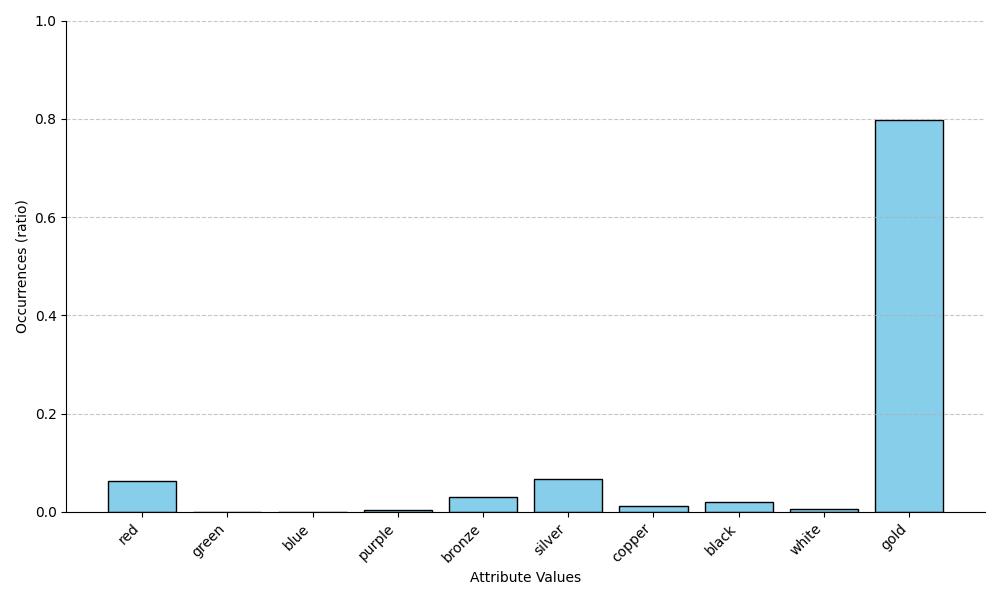 1.0
0.8
0.6
0.4
0.2
0.0
Occurrences (ratio)
red
green
blue
purple
bronze
silver
copper
black
white
gold
Attribute Values